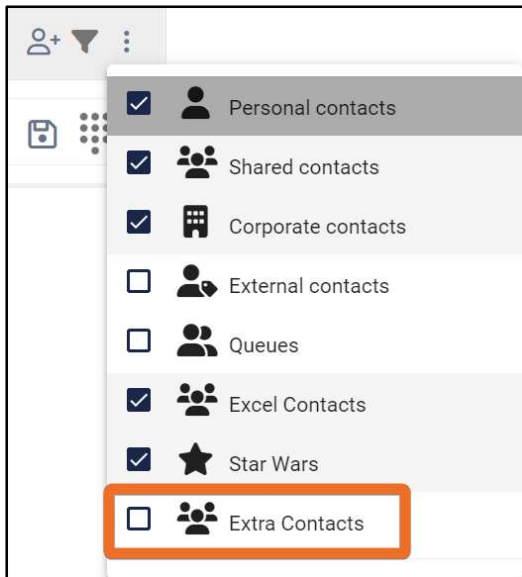 Personal contacts
Shared contacts
Corporate contacts
External contacts
Queues
Excel Contacts
Star Wars
Extra Contacts